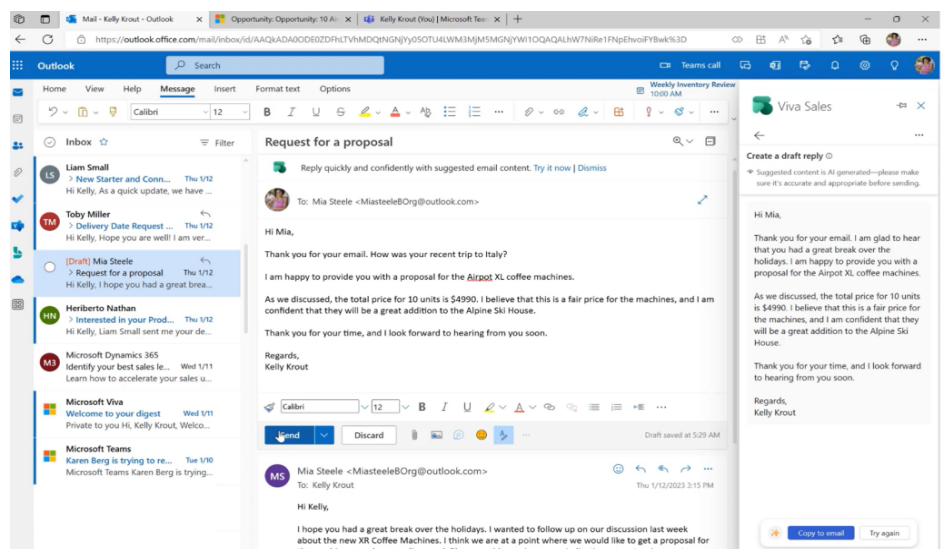 Mail - Kelly Krout - Outlook
Opportunity: Opportunity: 10 Ai
Kelly Krout (You) | Microsoft Team
https://outlook.office.com/mail/inbox/id/
Outlook
Search
Teams call
Home View Help Message Insert Format text Options
Weekly Inventory Review
10:00 AM
Calibri 12 B I U
Viva Sales
Inbox
Filter
Request for a proposal
Create a draft reply
Suggested content is AI generated—please make
sure it's accurate and appropriate before sending.
LS
Liam Small
> New Starter and Conn... Thu 1/12
Hi Kelly, As a quick update, we have ...
TM
Toby Miller
> Delivery Date Request ... Thu 1/12
Hi Kelly, Hope you are well! I am ver...
[Draft] Mia Steele
> Request for a proposal Thu 1/12
Hi Kelly, I hope you had a great brea...
HN
Heriberto Nathan
> Interested in your Prod... Thu 1/12
Hi Kelly, Liam Small sent me your de...
M3
Microsoft Dynamics 365
Identify your best sales le... Wed 1/11
Learn how to accelerate your sales u...
Microsoft Viva
Welcome to your digest Wed 1/11
Private to you Hi, Kelly Krout, Welco...
Microsoft Teams
Karen Berg is trying to re... Tue 1/10
Microsoft Teams Karen Berg is trying...
Reply quickly and confidently with suggested email content. Try it now | Dismiss
To: Mia Steele <MiasteeleBOrg@outlook.com>
Hi Mia,
Thank you for your email. How was your recent trip to Italy?
I am happy to provide you with a proposal for the Airpot XL coffee machines.
As we discussed, the total price for 10 units is $4990. I believe that this is a fair price for the machines, and I am
confident that they will be a great addition to the Alpine Ski House.
Thank you for your time, and I look forward to hearing from you soon.
Regards,
Kelly Krout
Calibri 12 B I U
Send
Discard
Draft saved at 5:29 AM
MS
Mia Steele <MiasteeleBOrg@outlook.com>
To: Kelly Krout
Thu 1/12/2023 3:15 PM
Hi Kelly,
I hope you had a great break over the holidays. I wanted to follow up on our discussion last week
about the new XR Coffee Machines. I think we are at a point where we would like to get a proposal for
Hi Mia,
Thank you for your email. I am glad to hear
that you had a great break over the
holidays. I am happy to provide you with a
proposal for the Airpot XL coffee machines.
As we discussed, the total price for 10 units
is $4990. I believe that this is a fair price for
the machines, and I am confident that they
will be a great addition to the Alpine Ski
House.
Thank you for your time, and I look forward
to hearing from you soon.
Regards,
Kelly Krout
Copy to email
Try again